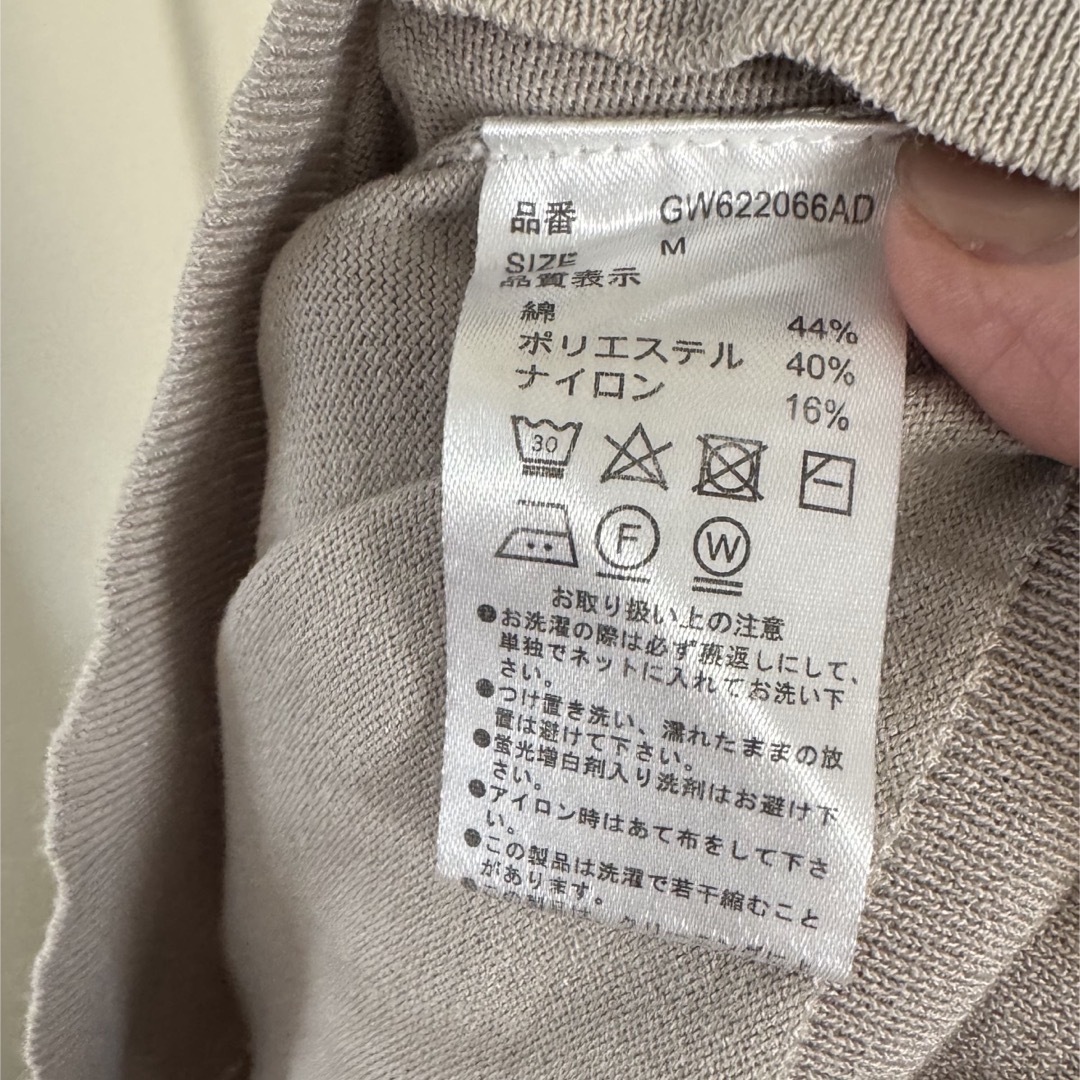 品番 GW622066AD
SIZE M
品質表示
綿 44%
ポリエステル 40%
ナイロン 16%
30
F W
お取り扱い上の注意
●お洗濯の際は必ず裏返しにして、
単独でネットに入れてお洗い下
さい。
●つけ置き洗い、濡れたままの放
置は避けて下さい。
●蛍光増白剤入り洗剤はお避け下
さい。
●アイロン時はあて布をして下さ
い。
●この製品は洗濯で若干縮むこと
があります。